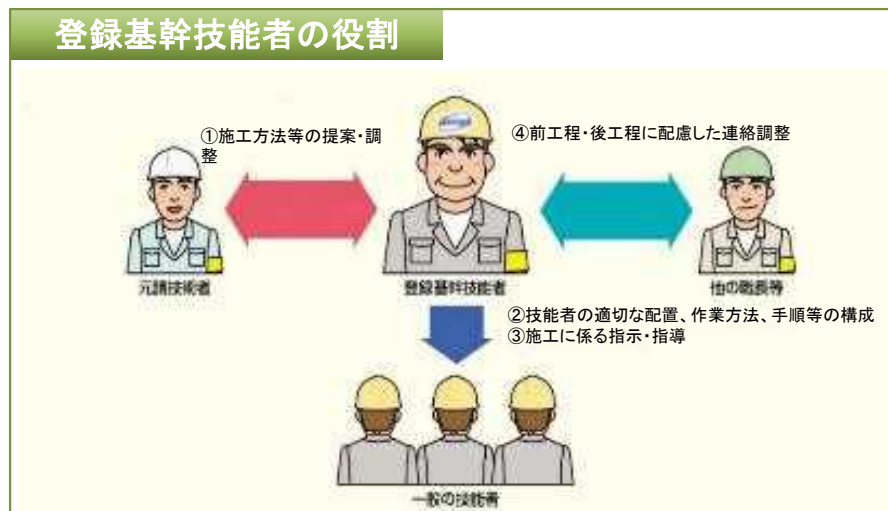 登録基幹技能者の役割
①施工方法等の提案・調
整
④前工程・後工程に配慮した連絡調整
元請技術者
登録基幹技能者
他の職長等
②技能者の適切な配置、作業方法、手順等の構成
③施工に係る指示・指導
一般の技能者